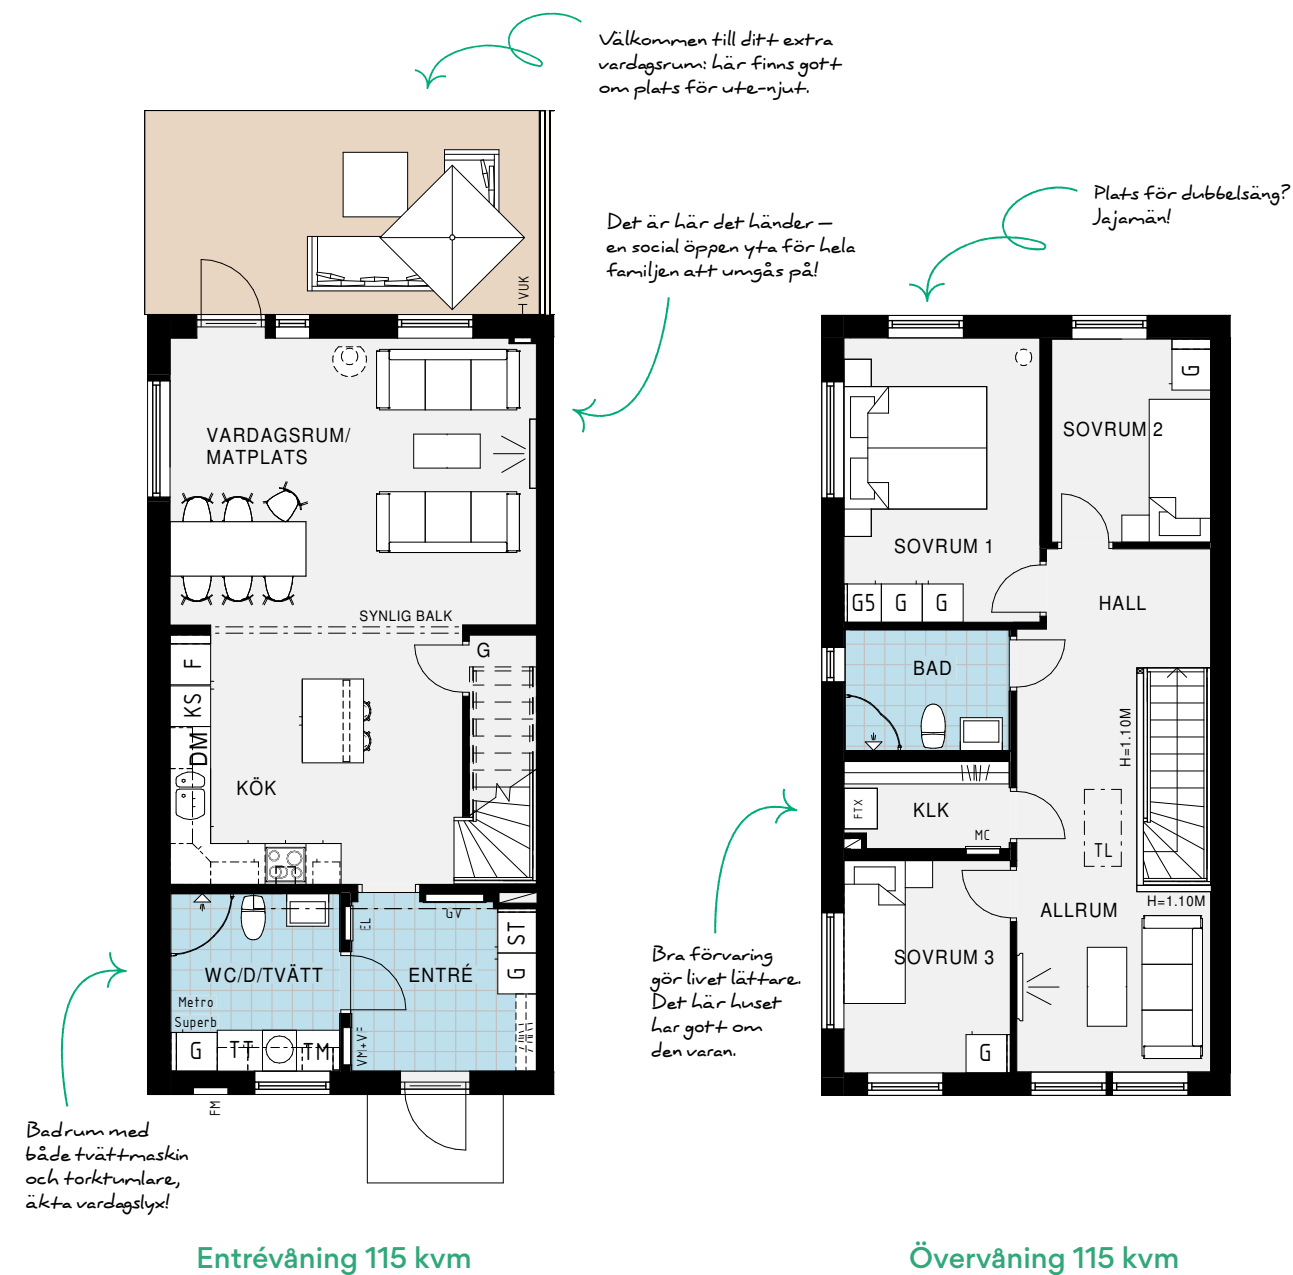 Välkommen till ditt extra
vardagsrum: här finns gott
om plats för ute-njut.
Det är här det händer –
en social öppen yta för hela
familjen att umgås på!
Plats för dubbelsäng?
Jajamän!
VUK
VARDAGSRUM/
MATPLATS
SYNLIG BALK
F
KS
DM
KÖK
G
GV
EL
ST
G
WC/D/TVÄTT
ENTRÉ
Metro
Superb
G
TT
TM
VM+VF
FM
Badrum med
både tvättmaskin
och torktumlare,
äkta vardagslyx!
Entrévåning 115 kvm
G
SOVRUM 2
SOVRUM 1
G5
G
G
HALL
BAD
H=1.10M
FTX
KLK
MC
TL
H=1.10M
ALLRUM
SOVRUM 3
G
Bra förvaring
gör livet lättare.
Det här huset
har gott om
den varan.
Övervåning 115 kvm